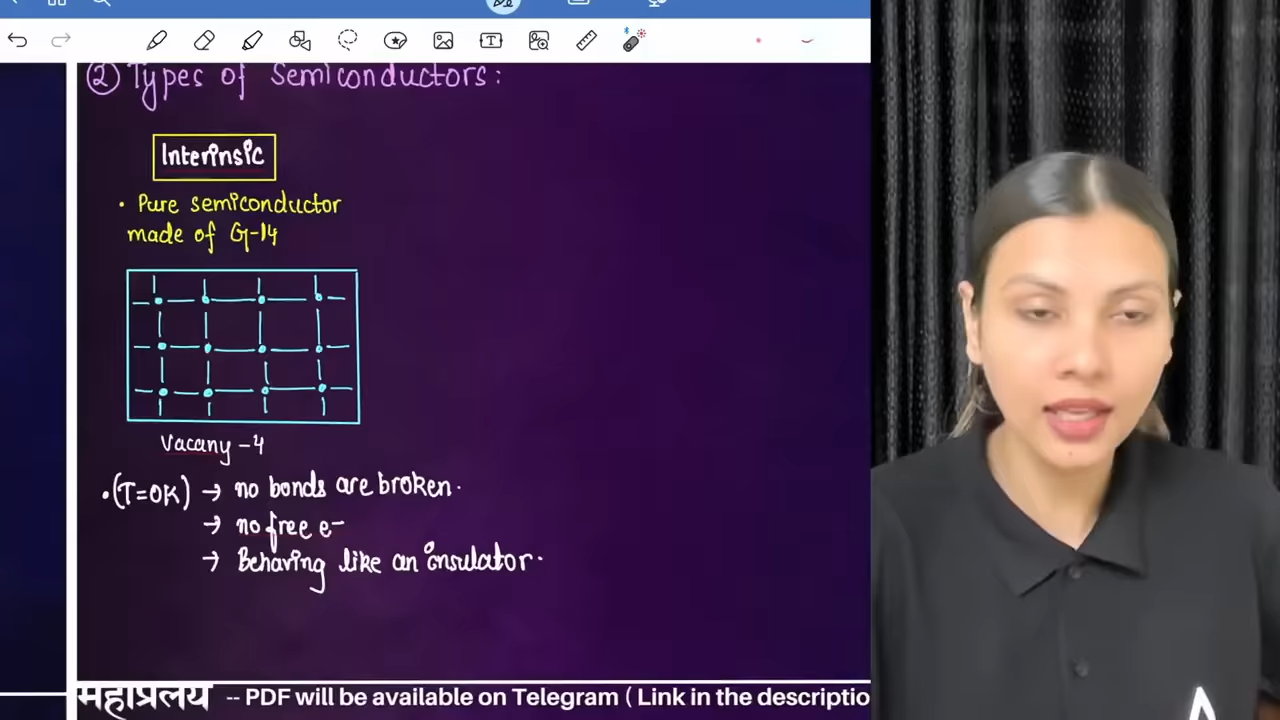 ② Types of Semiconductors:
Interinsic
• Pure semiconductor
made of G-14
Vacany - 4
• (T=0K) → no bonds are broken.
→ no free e-
→ Behaving like an insulator.
महाप्रलय -- PDF will be available on Telegram ( Link in the descriptio